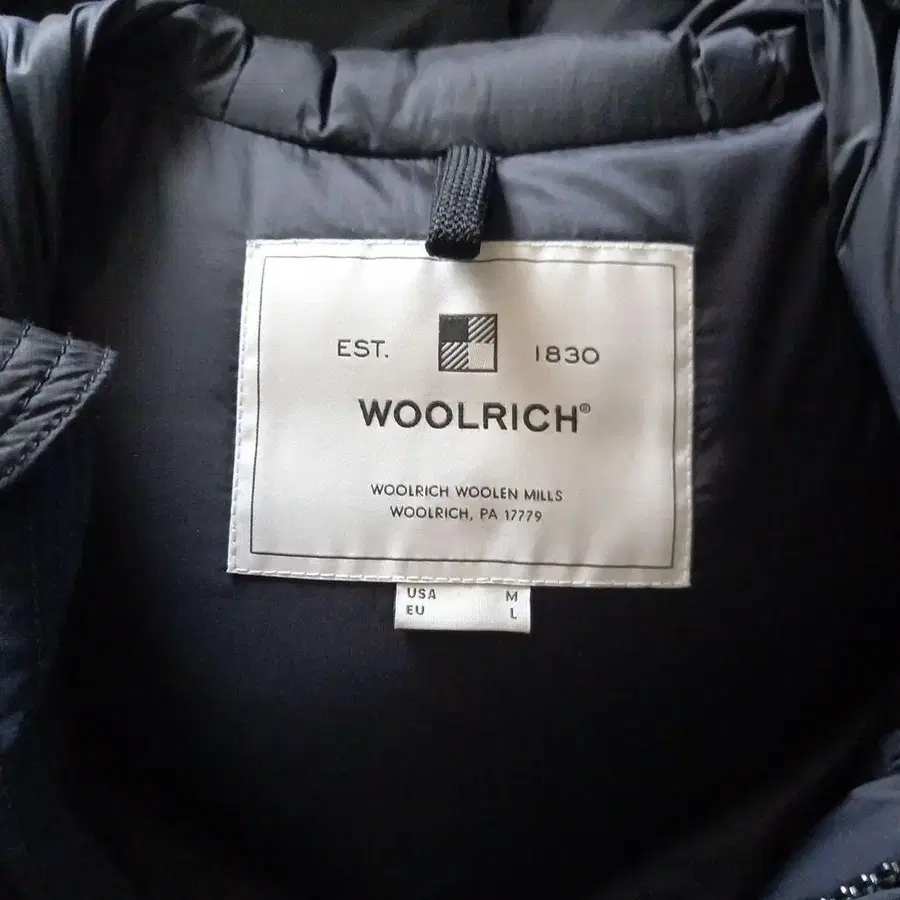 EST. 1830
WOOLRICH®
WOOLRICH WOOLEN MILLS
WOOLRICH, PA 17779
USA M
EU L